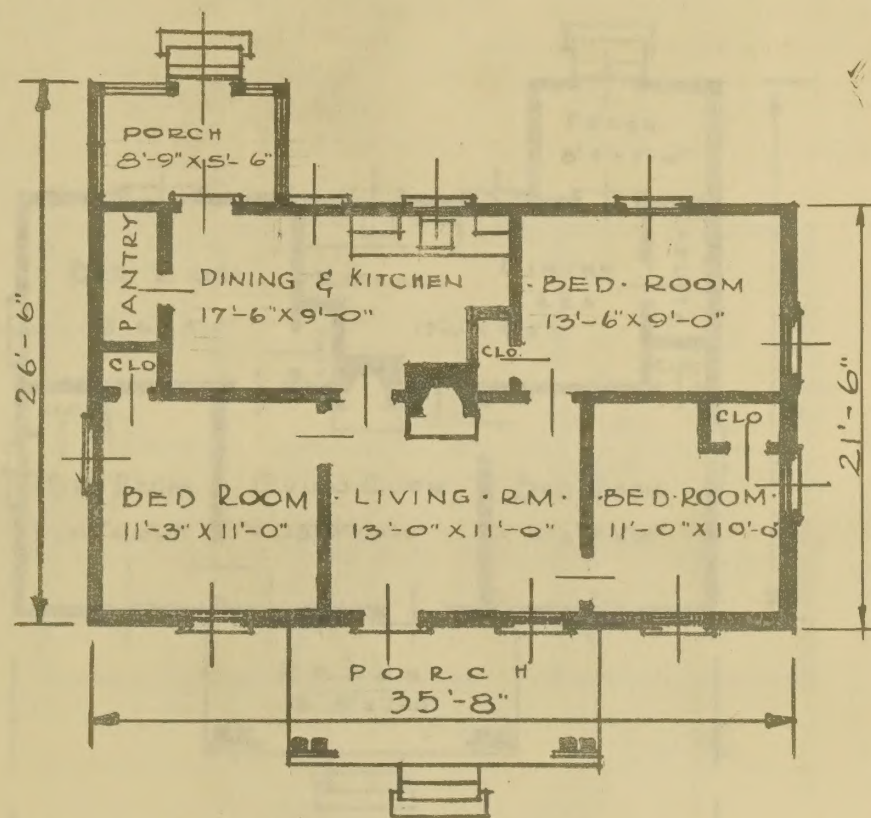 PORCH
8'-9" X 5'-6"
PANTRY
DINING & KITCHEN
17'-6" X 9'-0"
· BED · ROOM
13'-6" X 9'-0"
CLO.
CLO
CLO
26'-6"
21'-6"
BED ROOM ·
11'-3" X 11'-0"
LIVING · RM ·
13'-0" X 11'-0"
· BED · ROOM ·
11'-0" X 10'-0
PORCH
35'-8"